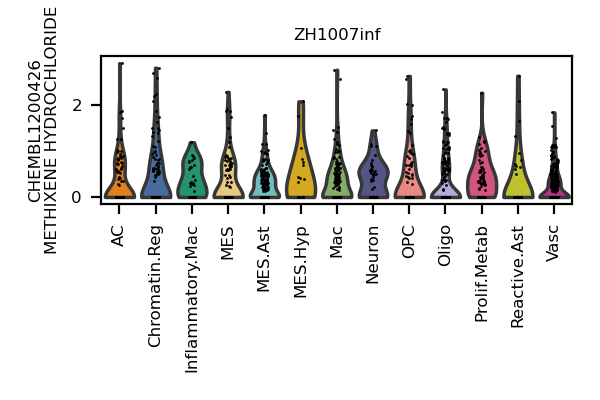 ZH1007inf
CHEMBL1200426
METHIXENE HYDROCHLORIDE
2
0
AC
Chromatin.Reg
Inflammatory.Mac
MES
MES.Ast
MES.Hyp
Mac
Neuron
OPC
Oligo
Prolif.Metab
Reactive.Ast
Vasc